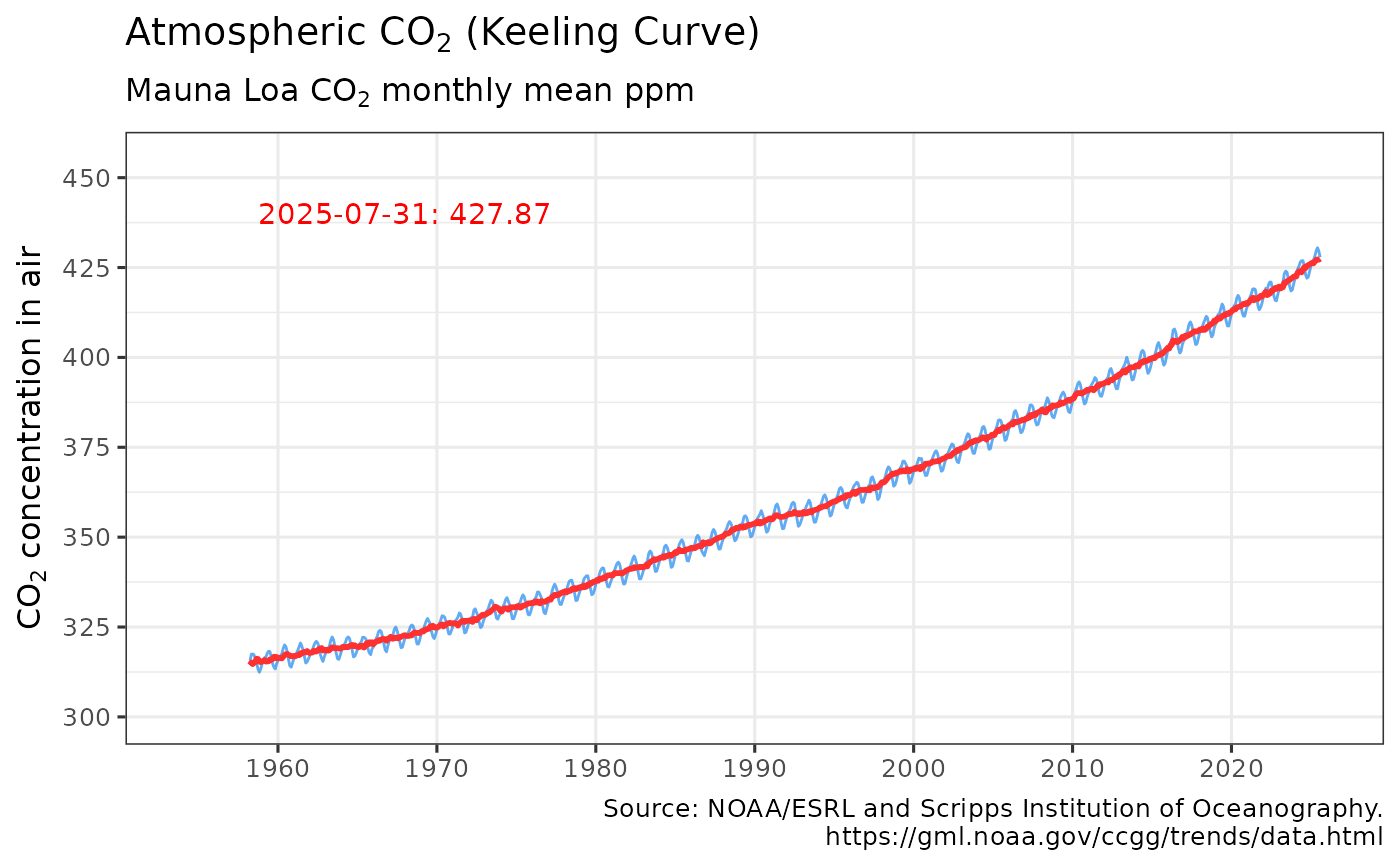 Atmospheric CO₂ (Keeling Curve)
Mauna Loa CO₂ monthly mean ppm
CO₂ concentration in air
450
425
400
375
350
325
300
2025-07-31: 427.87
1960 1970 1980 1990 2000 2010 2020
Source: NOAA/ESRL and Scripps Institution of Oceanography.
https://gml.noaa.gov/ccgg/trends/data.html